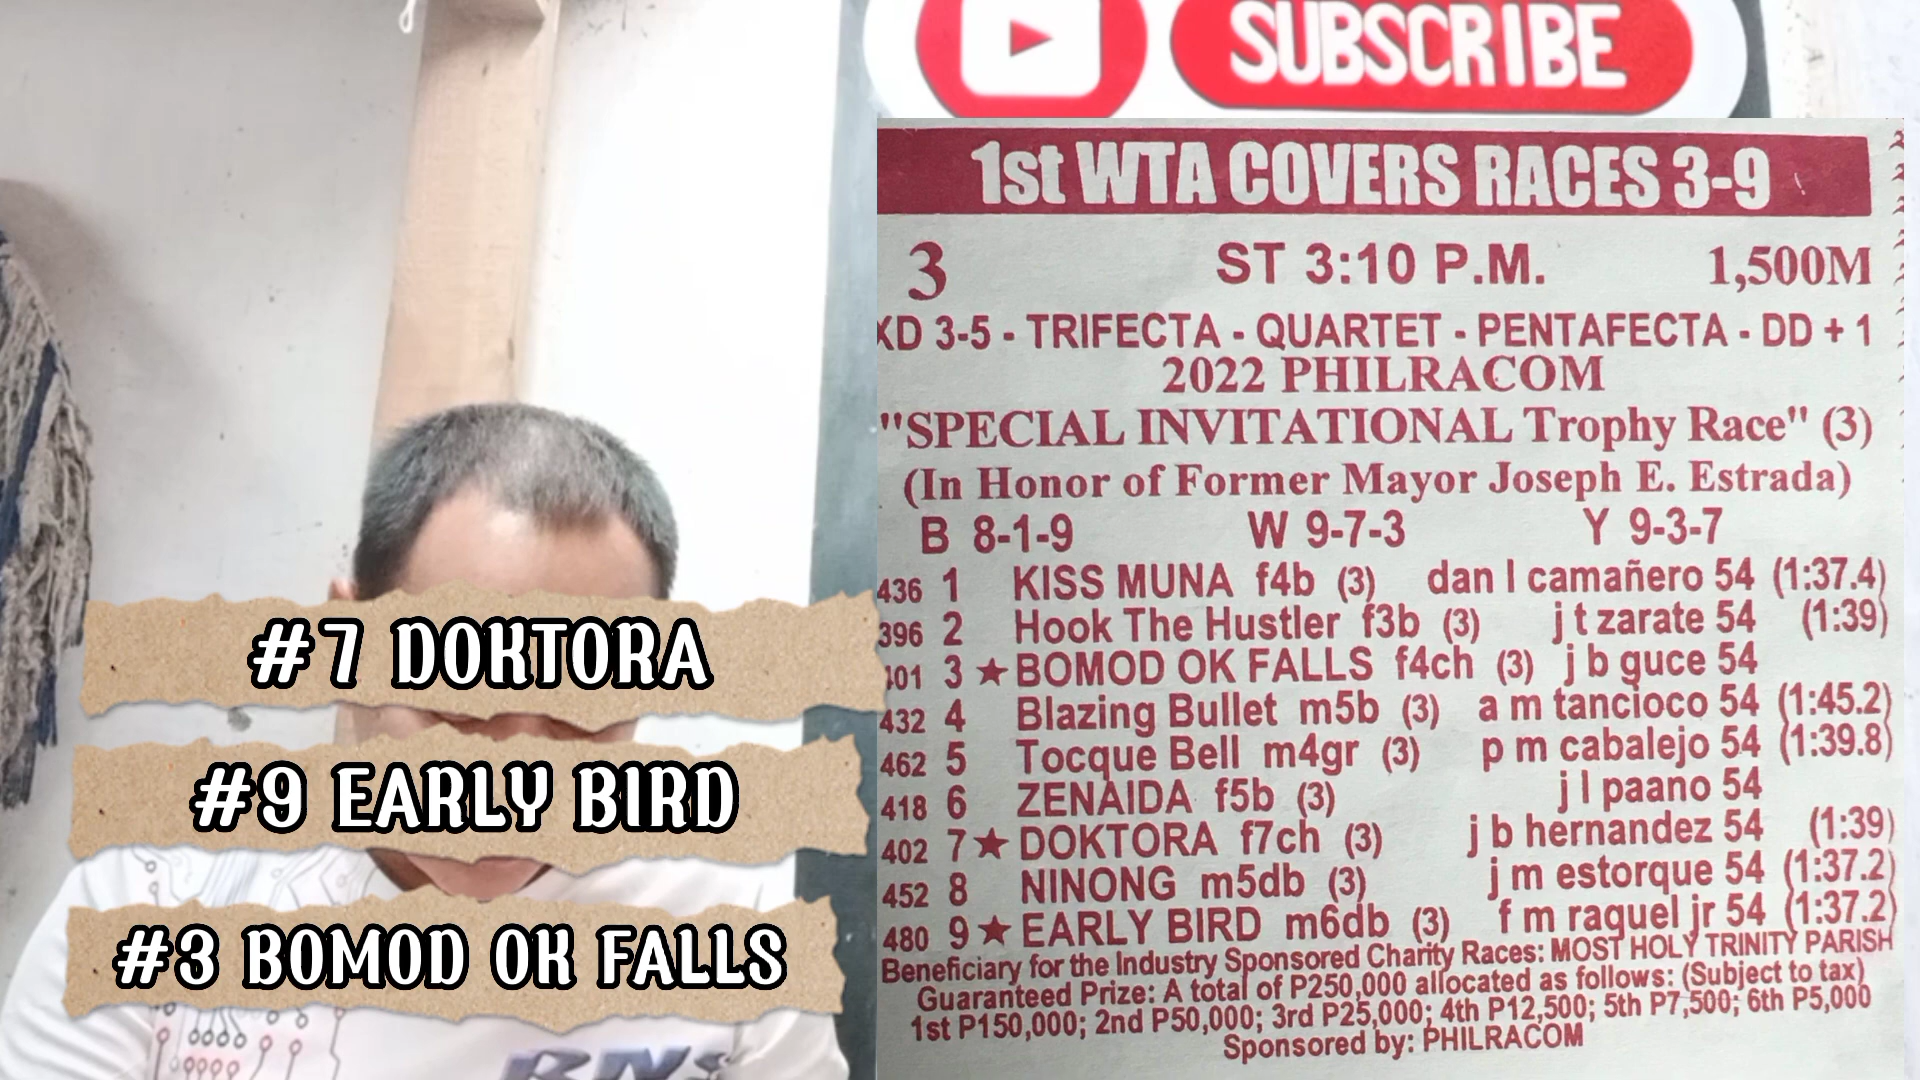 SUBSCRIBE
1st WTA COVERS RACES 3-9
3 ST 3:10 P.M. 1,500M
XD 3-5 - TRIFECTA - QUARTET - PENTAFECTA - DD + 1
2022 PHILRACOM
"SPECIAL INVITATIONAL Trophy Race" (3)
(In Honor of Former Mayor Joseph E. Estrada)
B 8-1-9 W 9-7-3 Y 9-3-7
436 1 KISS MUNA f4b (3) dan l camañero 54 (1:37.4)
396 2 Hook The Hustler f3b (3) j t zarate 54 (1:39)
401 3 ★ BOMOD OK FALLS f4ch (3) j b guce 54
432 4 Blazing Bullet m5b (3) a m tancioco 54 (1:45.2)
462 5 Tocque Bell m4gr (3) p m cabalejo 54 (1:39.8)
418 6 ZENAIDA f5b (3) j l paano 54
402 7 ★ DOKTORA f7ch (3) j b hernandez 54 (1:39)
452 8 NINONG m5db (3) j m estorque 54 (1:37.2)
480 9 ★ EARLY BIRD m6db (3) f m raquel jr 54 (1:37.2)
Beneficiary for the Industry Sponsored Charity Races: MOST HOLY TRINITY PARISH
Guaranteed Prize: A total of P250,000 allocated as follows: (Subject to tax)
1st P150,000; 2nd P50,000; 3rd P25,000; 4th P12,500; 5th P7,500; 6th P5,000
Sponsored by: PHILRACOM
#7 DOKTORA
#9 EARLY BIRD
#3 BOMOD OK FALLS